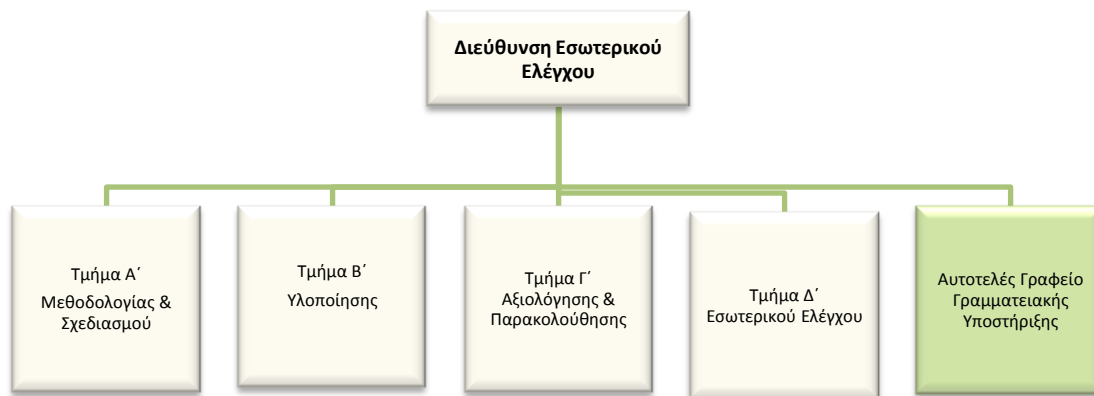 Διεύθυνση Εσωτερικού
Ελέγχου
Τμήμα Α΄
Μεθοδολογίας &
Σχεδιασμού
Τμήμα Β΄
Υλοποίησης
Τμήμα Γ΄
Αξιολόγησης &
Παρακολούθησης
Τμήμα Δ΄
Εσωτερικού Ελέγχου
Αυτοτελές Γραφείο
Γραμματειακής
Υποστήριξης